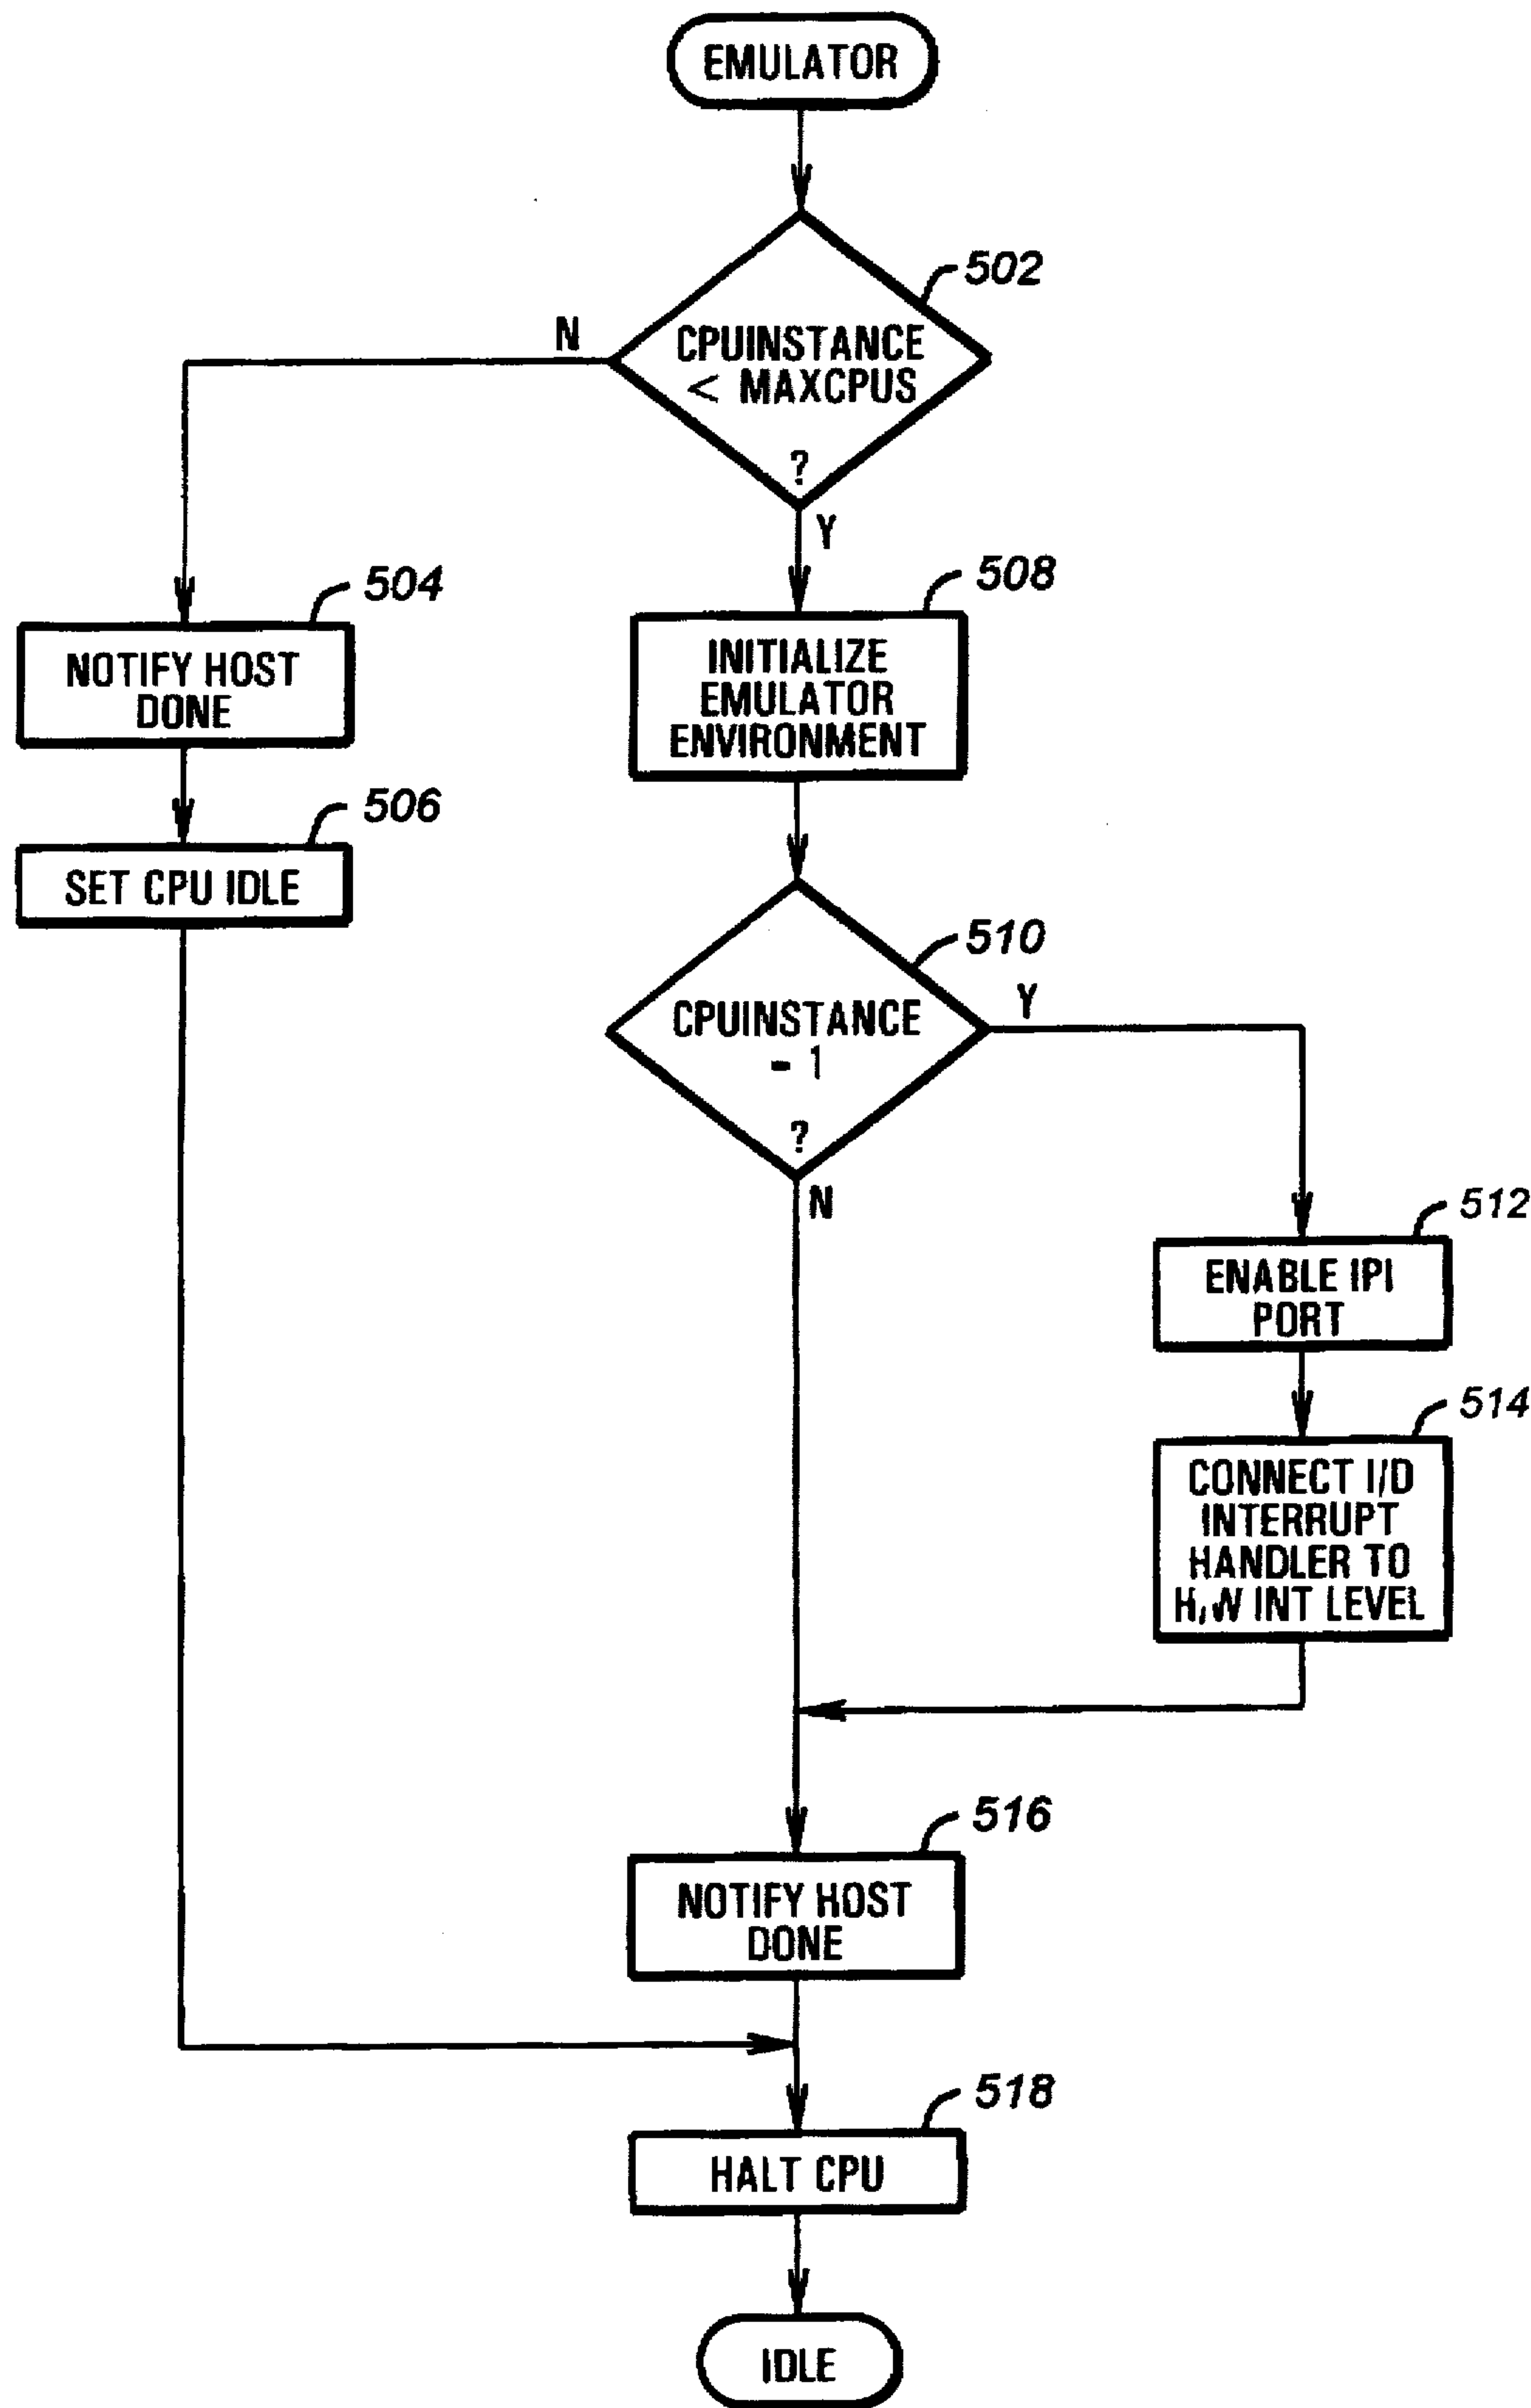 EMULATOR
502
CPUINSTANCE
< MAXCPUS
?
N
Y
504
NOTIFY HOST
DONE
506
SET CPU IDLE
508
INITIALIZE
EMULATOR
ENVIRONMENT
510
CPUINSTANCE
= 1
?
Y
N
512
ENABLE IPI
PORT
514
CONNECT I/D
INTERRUPT
HANDLER TO
H/W INT LEVEL
516
NOTIFY HOST
DONE
518
HALT CPU
IDLE